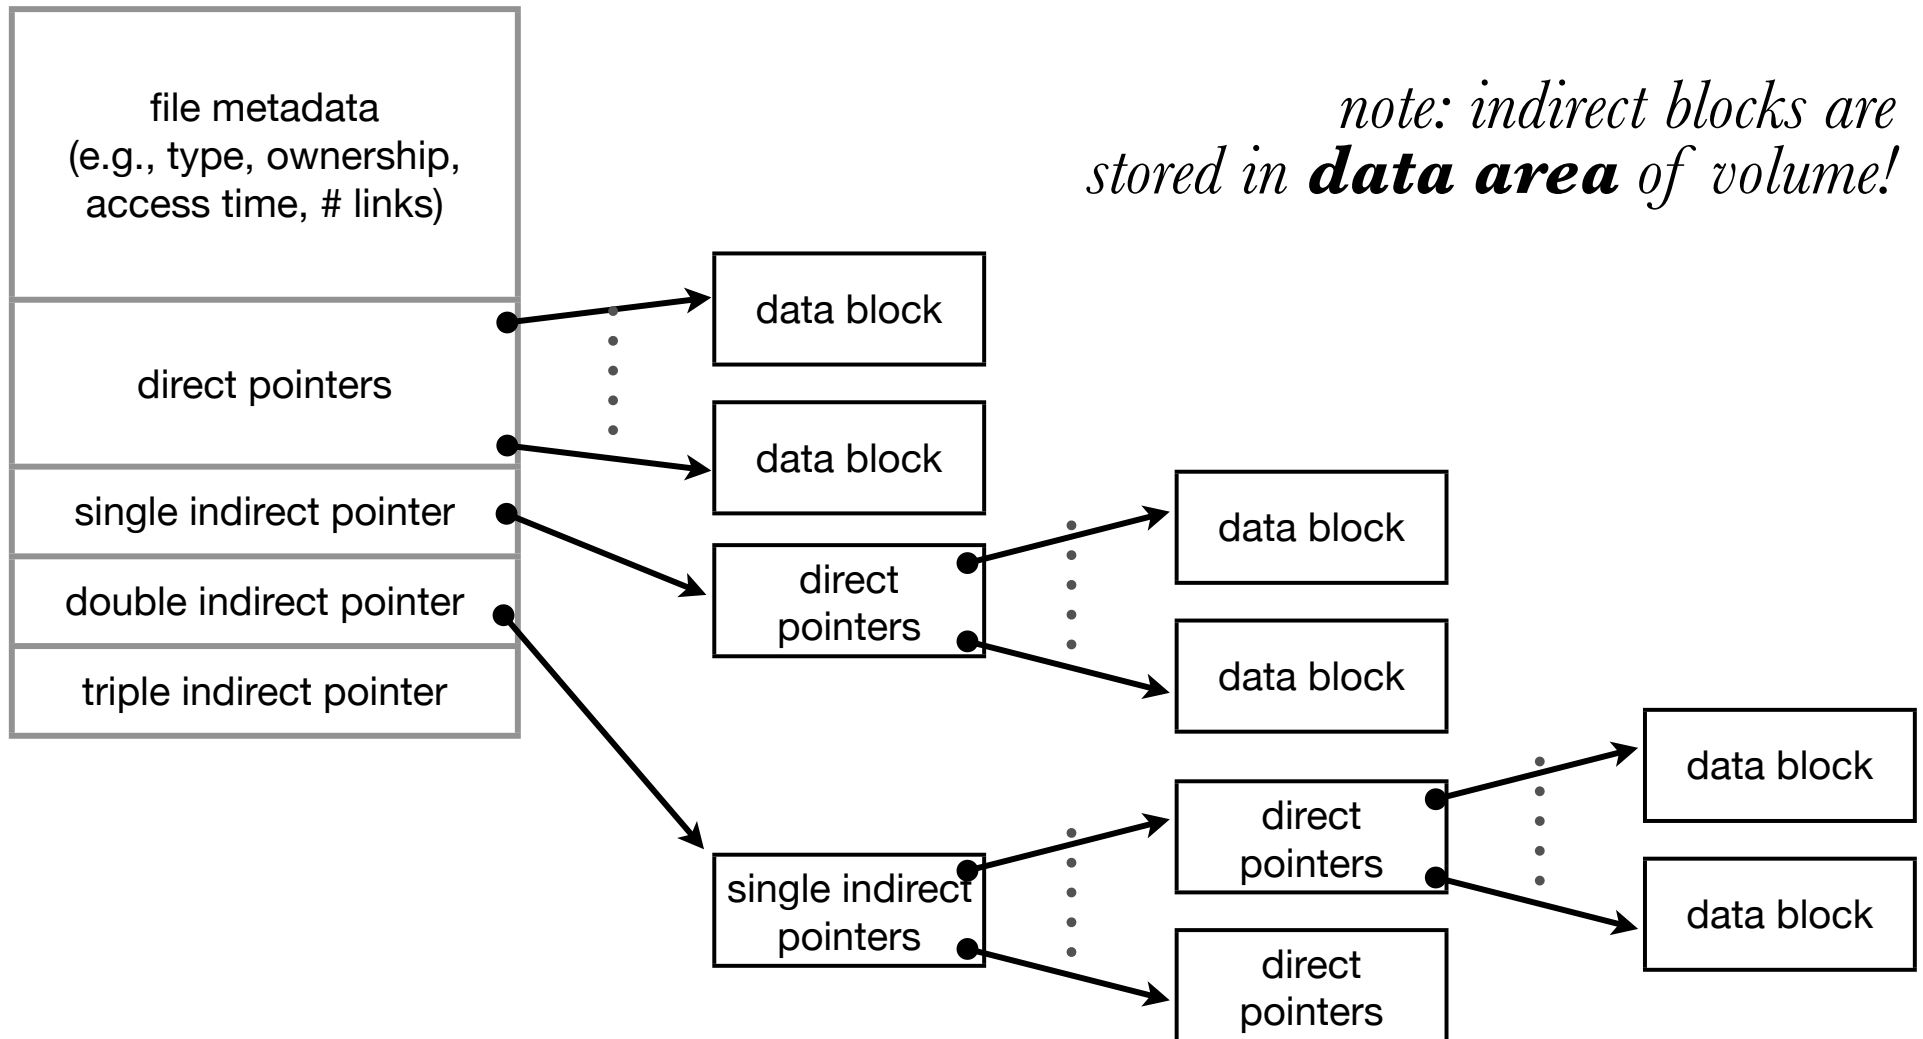 file metadata
(e.g., type, ownership,
access time, # links)
note: indirect blocks are
stored in data area of volume!
direct pointers
single indirect pointer
double indirect pointer
triple indirect pointer
data block
data block
direct
pointers
data block
data block
single indirect
pointers
direct
pointers
direct
pointers
data block
data block